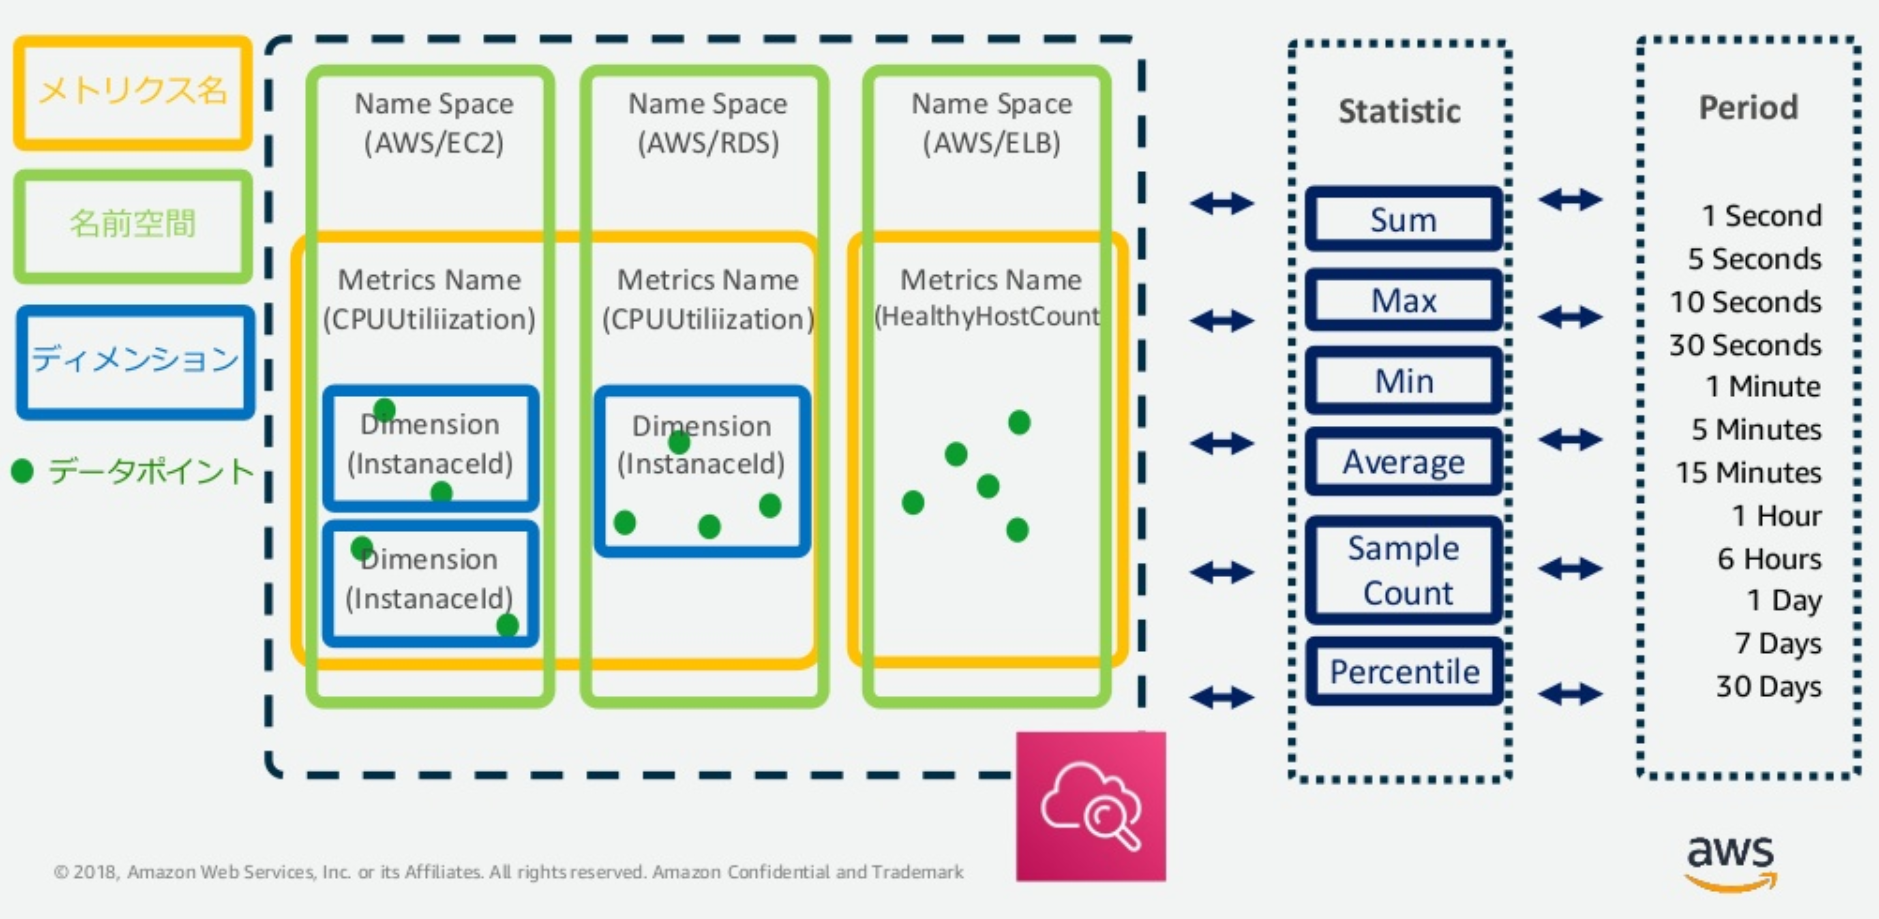 メトリクス名
名前空間
ディメンション
データポイント
Name Space
(AWS/EC2)
Metrics Name
(CPUUtiliization)
Dimension
(InstanaceId)
Dimension
(InstanaceId)
Name Space
(AWS/RDS)
Metrics Name
(CPUUtiliization)
Dimension
(InstanaceId)
Name Space
(AWS/ELB)
Metrics Name
(HealthyHostCount
Statistic
Sum
Max
Min
Average
Sample
Count
Percentile
Period
1 Second
5 Seconds
10 Seconds
30 Seconds
1 Minute
5 Minutes
15 Minutes
1 Hour
6 Hours
1 Day
7 Days
30 Days
© 2018, Amazon Web Services, Inc. or its Affiliates. All rights reserved. Amazon Confidential and Trademark
aws